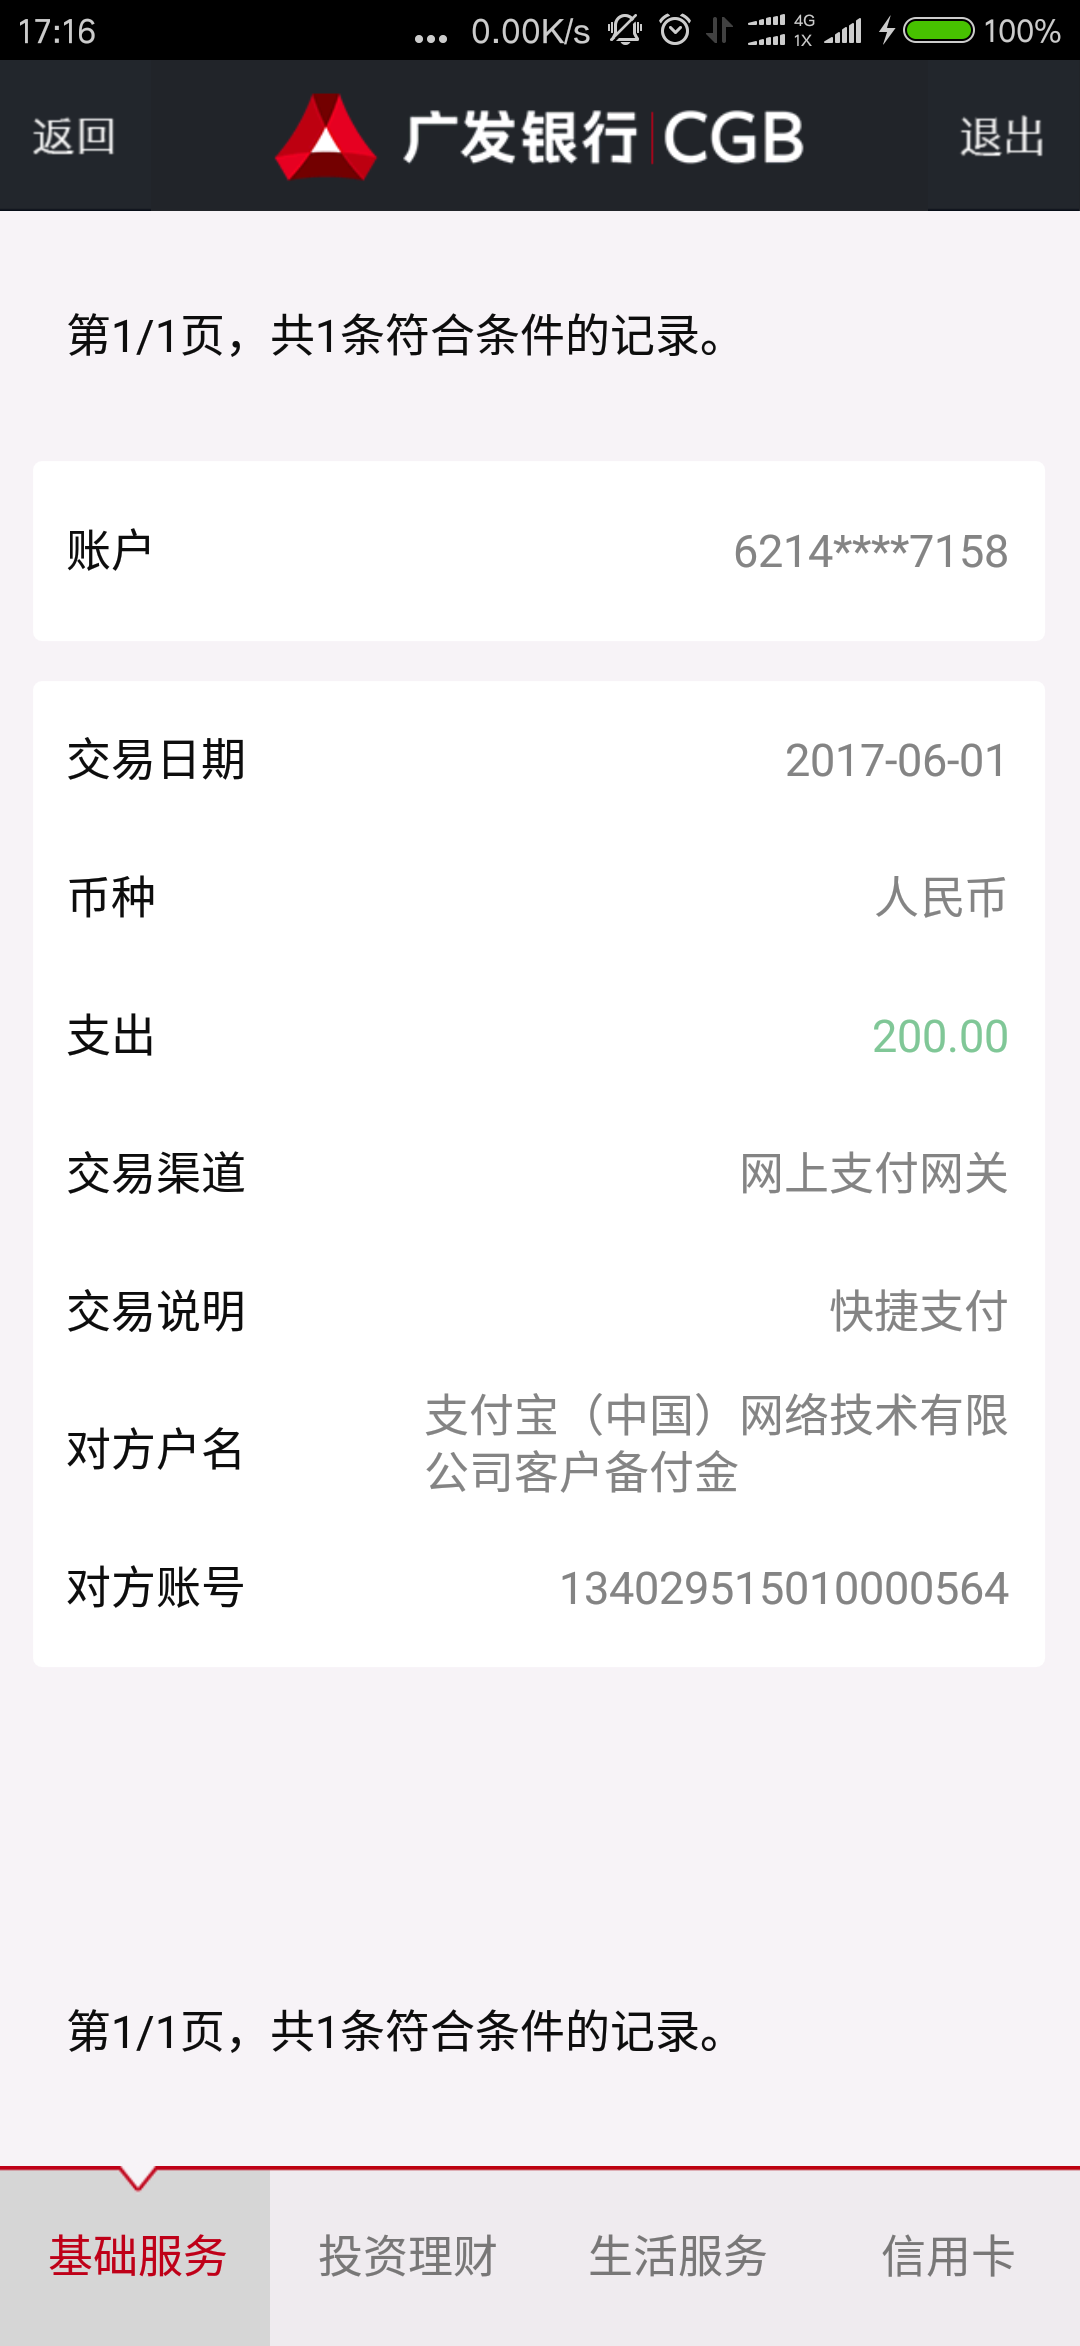 17:16 ... 0.00K/s 4G 1X 100%
返回 广发银行 CGB 退出
第1/1页，共1条符合条件的记录。
账户 6214****7158
交易日期 2017-06-01
币种 人民币
支出 200.00
交易渠道 网上支付网关
交易说明 快捷支付
对方户名 支付宝（中国）网络技术有限
公司客户备付金
对方账号 134029515010000564
第1/1页，共1条符合条件的记录。
基础服务 投资理财 生活服务 信用卡